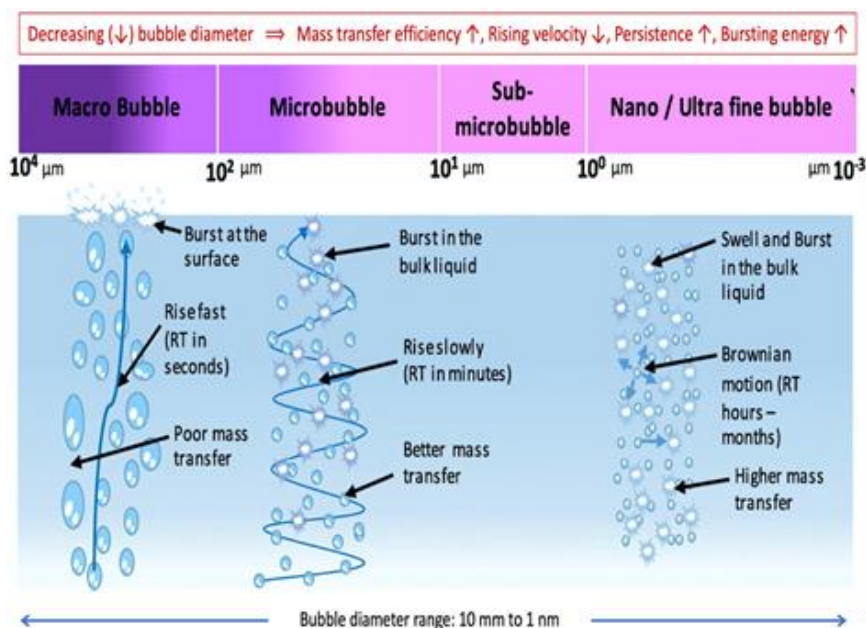 Decreasing (↓) bubble diameter ⇒ Mass transfer efficiency ↑, Rising velocity ↓, Persistence ↑, Bursting energy ↑
Macro Bubble
Microbubble
Sub-
microbubble
Nano / Ultra fine bubble
10⁴ μm
10² μm
10¹ μm
10⁰ μm
μm 10⁻³
Burst at the
surface
Rise fast
(RT in
seconds)
Poor mass
transfer
Burst in the
bulk liquid
Rise slowly
(RT in minutes)
Better mass
transfer
Swell and Burst
in the bulk
liquid
Brownian
motion (RT
hours –
months)
Higher mass
transfer
Bubble diameter range: 10 mm to 1 nm